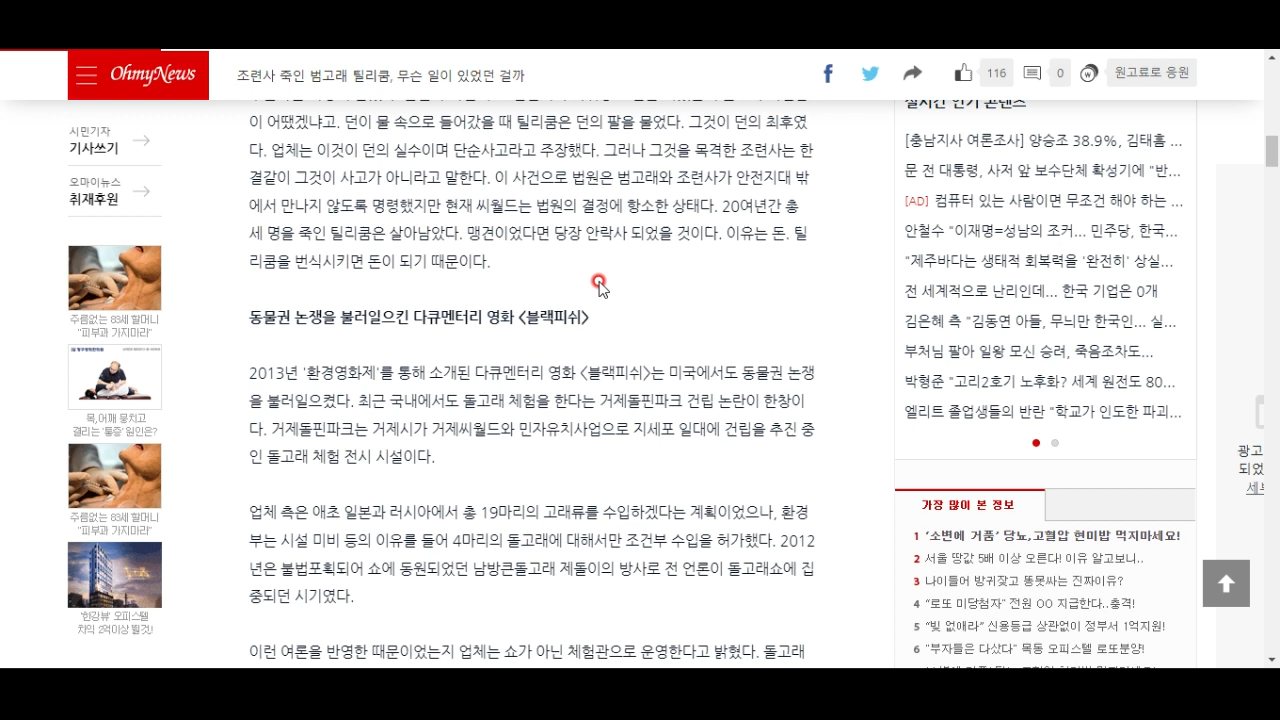 OhmyNews
조련사 죽인 범고래 틸리쿰, 무슨 일이 있었던 걸까
116
0
원고료로 응원
시민기자
기사쓰기
오마이뉴스
취재후원
주름없는 83세 할머니
"피부과 가지마라"
목,어깨 뭉치고
결리는 '통증' 원인은?
주름없는 83세 할머니
"피부과 가지마라"
'한강뷰' 오피스텔
차익 2억이상 뛸것!
이 어땠겠냐고. 던이 물 속으로 들어갔을 때 틸리쿰은 던의 팔을 물었다. 그것이 던의 최후였
다. 업체는 이것이 던의 실수이며 단순사고라고 주장했다. 그러나 그것을 목격한 조련사는 한
결같이 그것이 사고가 아니라고 말한다. 이 사건으로 법원은 범고래와 조련사가 안전지대 밖
에서 만나지 않도록 명령했지만 현재 씨월드는 법원의 결정에 항소한 상태다. 20여년간 총
세 명을 죽인 틸리쿰은 살아남았다. 맹견이었다면 당장 안락사 되었을 것이다. 이유는 돈. 틸
리쿰을 번식시키면 돈이 되기 때문이다.
동물권 논쟁을 불러일으킨 다큐멘터리 영화 <블랙피쉬>
2013년 '환경영화제'를 통해 소개된 다큐멘터리 영화 <블랙피쉬>는 미국에서도 동물권 논쟁
을 불러일으켰다. 최근 국내에서도 돌고래 체험을 한다는 거제돌핀파크 건립 논란이 한창이
다. 거제돌핀파크는 거제시가 거제씨월드와 민자유치사업으로 지세포 일대에 건립을 추진 중
인 돌고래 체험 전시 시설이다.
업체 측은 애초 일본과 러시아에서 총 19마리의 고래류를 수입하겠다는 계획이었으나, 환경
부는 시설 미비 등의 이유를 들어 4마리의 돌고래에 대해서만 조건부 수입을 허가했다. 2012
년은 불법포획되어 쇼에 동원되었던 남방큰돌고래 제돌이의 방사로 전 언론이 돌고래쇼에 집
중되던 시기였다.
이런 여론을 반영한 때문이었는지 업체는 쇼가 아닌 체험관으로 운영한다고 밝혔다. 돌고래
실시간 인기 콘텐츠
[충남지사 여론조사] 양승조 38.9%, 김태흠 ...
문 전 대통령, 사저 앞 보수단체 확성기에 "반...
[AD] 컴퓨터 있는 사람이면 무조건 해야 하는 ...
안철수 "이재명=성남의 조커... 민주당, 한국...
"제주바다는 생태적 회복력을 '완전히' 상실...
전 세계적으로 난리인데... 한국 기업은 0개
김은혜 측 "김동연 아들, 무늬만 한국인... 실...
부처님 팔아 일왕 모신 승려, 죽음조차도...
박형준 "고리2호기 노후화? 세계 원전도 80...
엘리트 졸업생들의 반란 "학교가 인도한 파괴...
가장 많이 본 정보
1 '소변에 거품' 당뇨,고혈압 현미밥 먹지마세요!
2 서울 땅값 5배 이상 오른다! 이유 알고보니..
3 나이들어 방귀잦고 똥못싸는 진짜이유?
4 "로또 미당첨자" 전원 OO 지급한다..충격!
5 "빚 없애라" 신용등급 상관없이 정부서 1억지원!
6 "부자들은 다샀다" 목동 오피스텔 로또분양!
광고
되었
세부